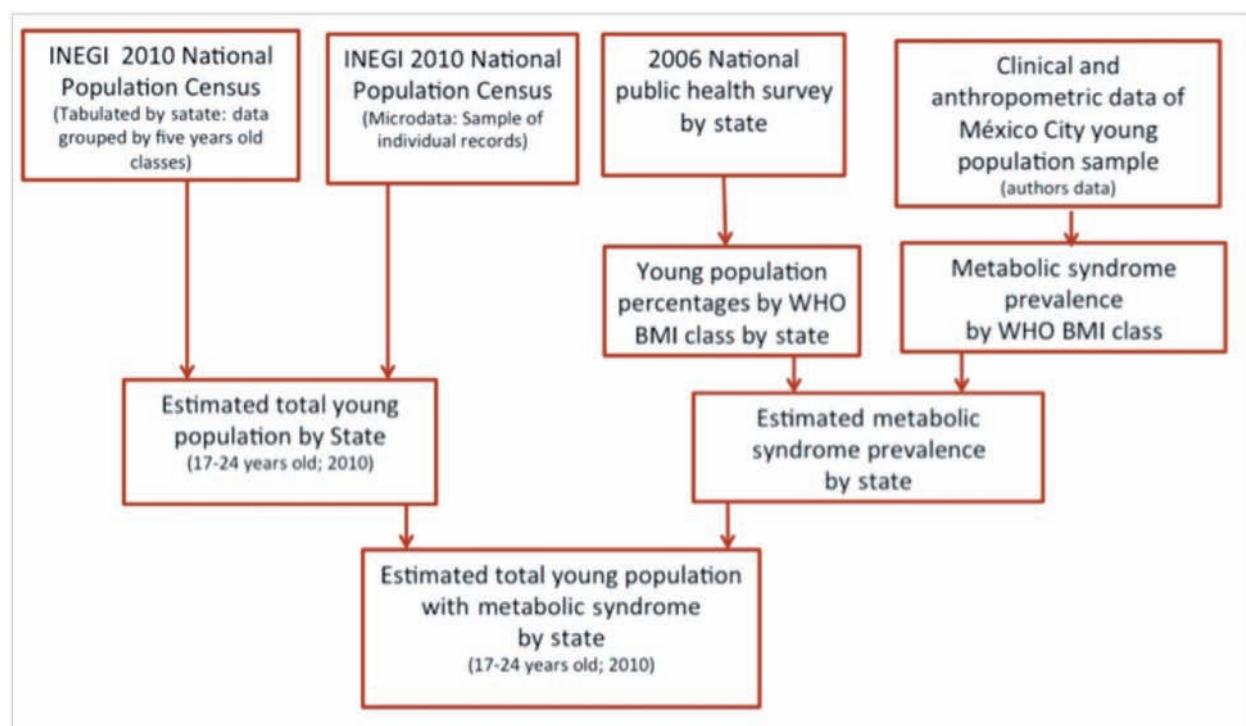 INEGI 2010 National
Population Census
(Tabulated by satate: data
grouped by five years old
classes)
INEGI 2010 National
Population Census
(Microdata: Sample of
individual records)
2006 National
public health survey
by state
Clinical and
anthropometric data of
México City young
population sample
(authors data)
Young population
percentages by WHO
BMI class by state
Metabolic syndrome
prevalence
by WHO BMI class
Estimated total young
population by State
(17-24 years old; 2010)
Estimated metabolic
syndrome prevalence
by state
Estimated total young population
with metabolic syndrome
by state
(17-24 years old; 2010)